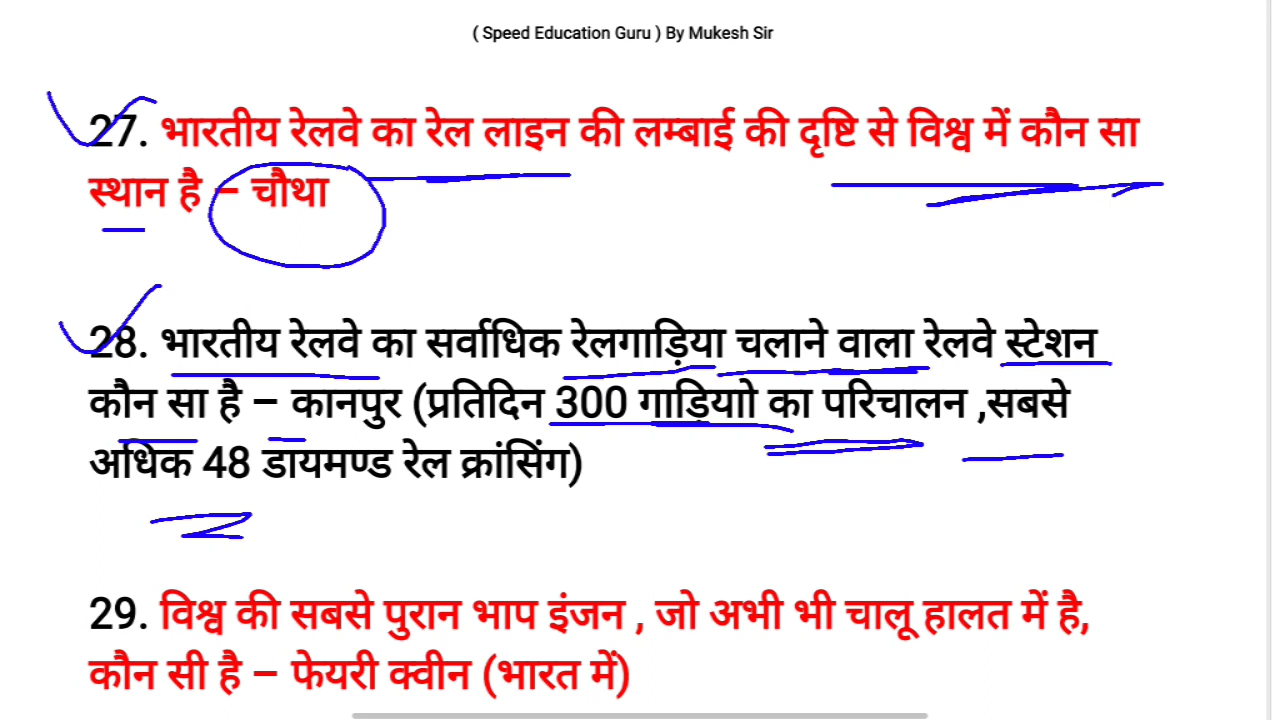 ( Speed Education Guru ) By Mukesh Sir
27. भारतीय रेलवे का रेल लाइन की लम्बाई की दृष्टि से विश्व में कौन सा
स्थान है – चौथा
28. भारतीय रेलवे का सर्वाधिक रेलगाड़िया चलाने वाला रेलवे स्टेशन
कौन सा है – कानपुर (प्रतिदिन 300 गाड़ियाो का परिचालन ,सबसे
अधिक 48 डायमण्ड रेल क्रांसिंग)
29. विश्व की सबसे पुरान भाप इंजन , जो अभी भी चालू हालत में है,
कौन सी है – फेयरी क्वीन (भारत में)